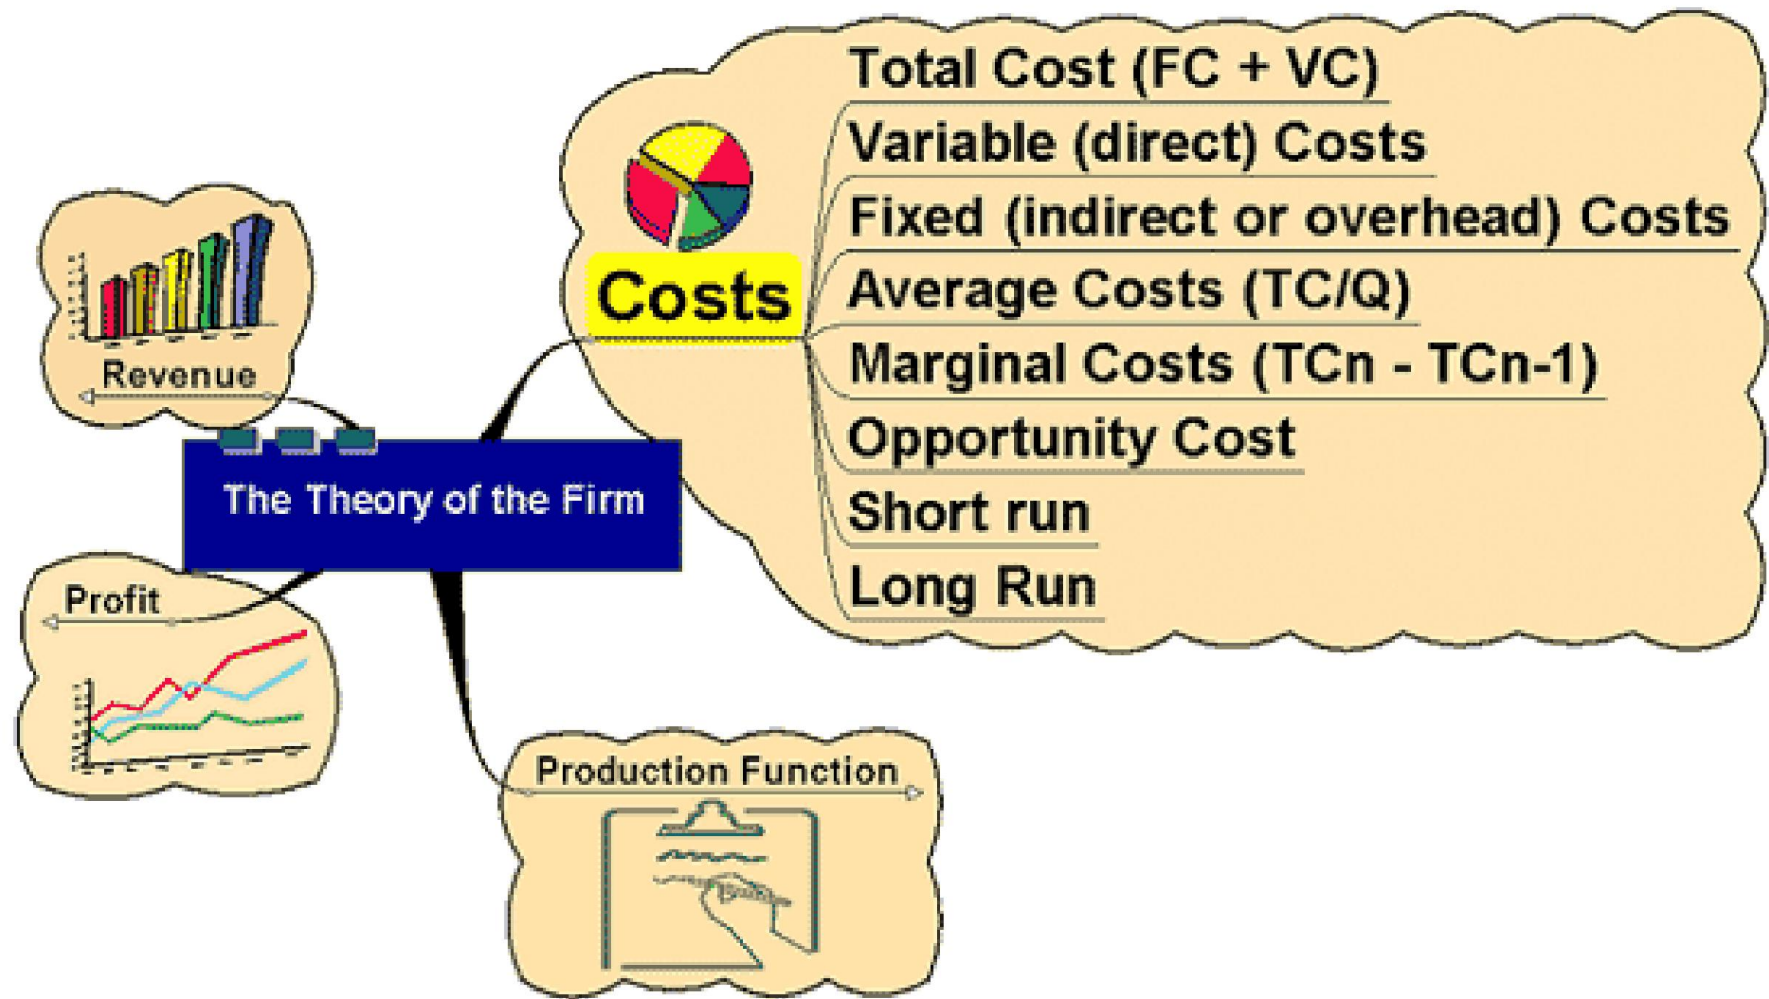 Total Cost (FC + VC)
Variable (direct) Costs
Fixed (indirect or overhead) Costs
Average Costs (TC/Q)
Marginal Costs (TCn - TCn-1)
Opportunity Cost
Short run
Long Run
Costs
Revenue
The Theory of the Firm
Profit
Production Function